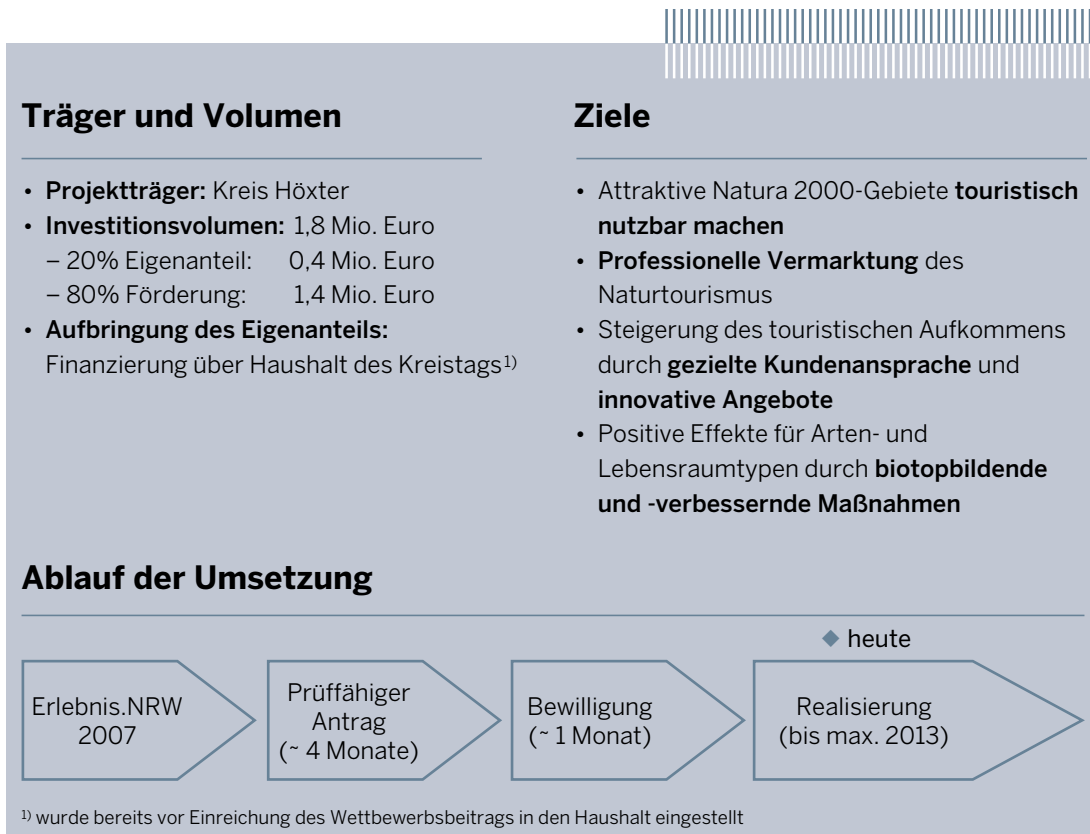 Träger und Volumen
• Projektträger: Kreis Höxter
• Investitionsvolumen: 1,8 Mio. Euro
– 20% Eigenanteil: 0,4 Mio. Euro
– 80% Förderung: 1,4 Mio. Euro
• Aufbringung des Eigenanteils:
Finanzierung über Haushalt des Kreistags1)
Ziele
• Attraktive Natura 2000-Gebiete touristisch
nutzbar machen
• Professionelle Vermarktung des
Naturtourismus
• Steigerung des touristischen Aufkommens
durch gezielte Kundenansprache und
innovative Angebote
• Positive Effekte für Arten- und
Lebensraumtypen durch biotopbildende
und -verbessernde Maßnahmen
Ablauf der Umsetzung
◆ heute
Erlebnis.NRW
2007
Prüffähiger
Antrag
(~ 4 Monate)
Bewilligung
(~ 1 Monat)
Realisierung
(bis max. 2013)
1) wurde bereits vor Einreichung des Wettbewerbsbeitrags in den Haushalt eingestellt